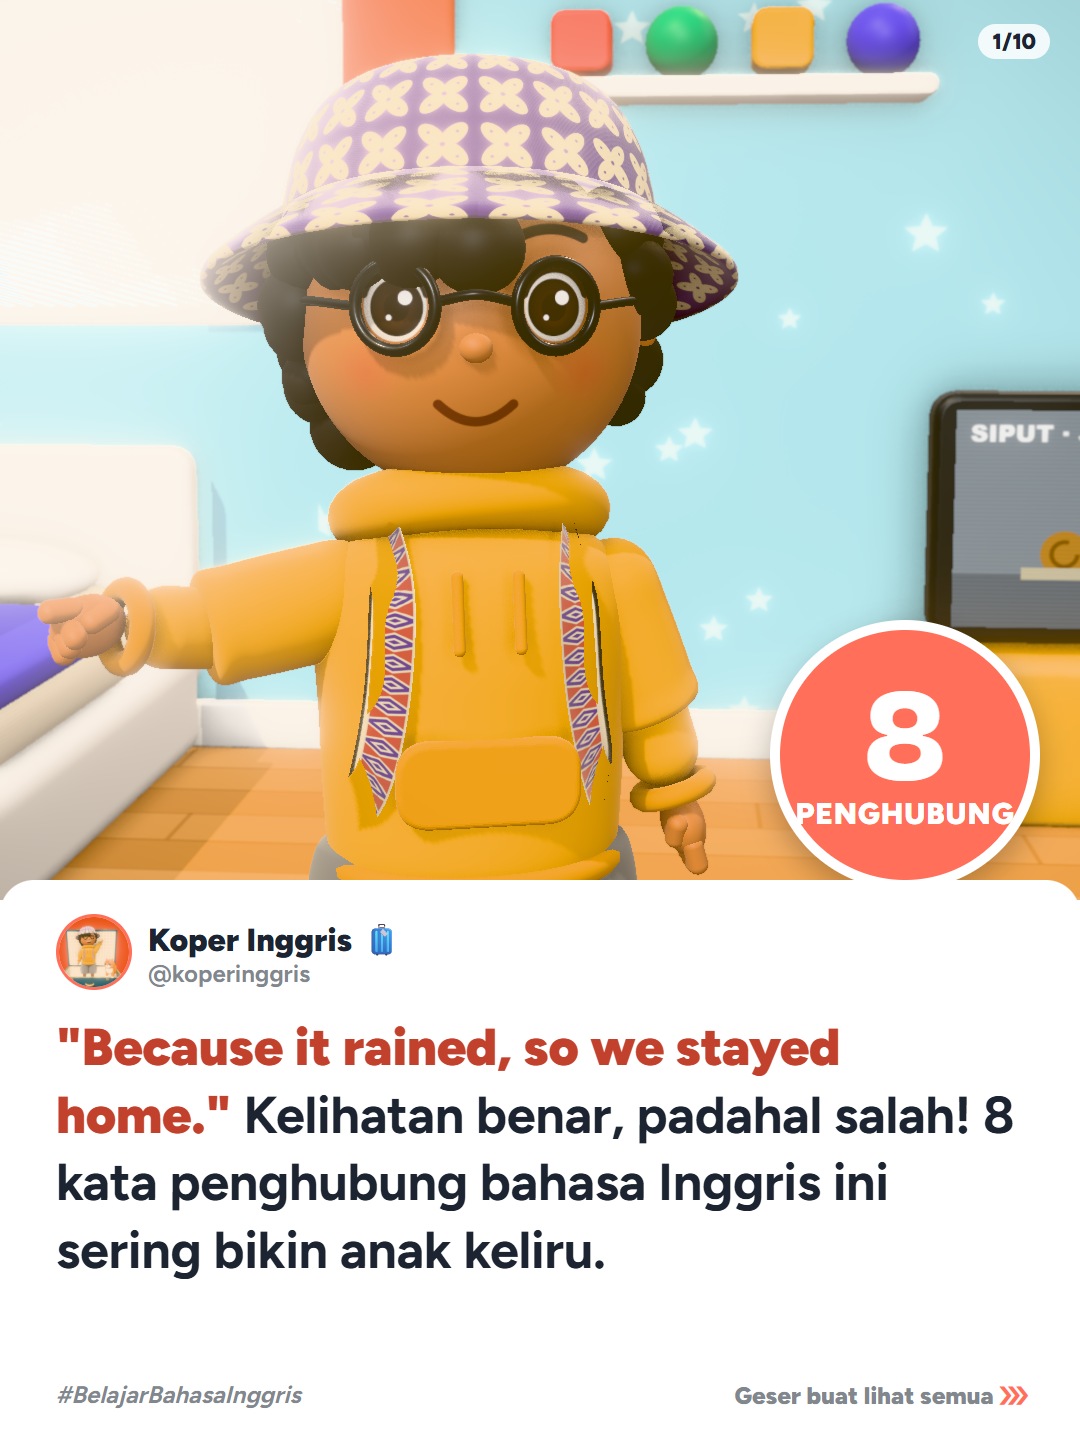 1/10
SIPUT ·
8
PENGHUBUNG
Koper Inggris
@koperinggris
"Because it rained, so we stayed
home." Kelihatan benar, padahal salah! 8
kata penghubung bahasa Inggris ini
sering bikin anak keliru.
#BelajarBahasaInggris
Geser buat lihat semua